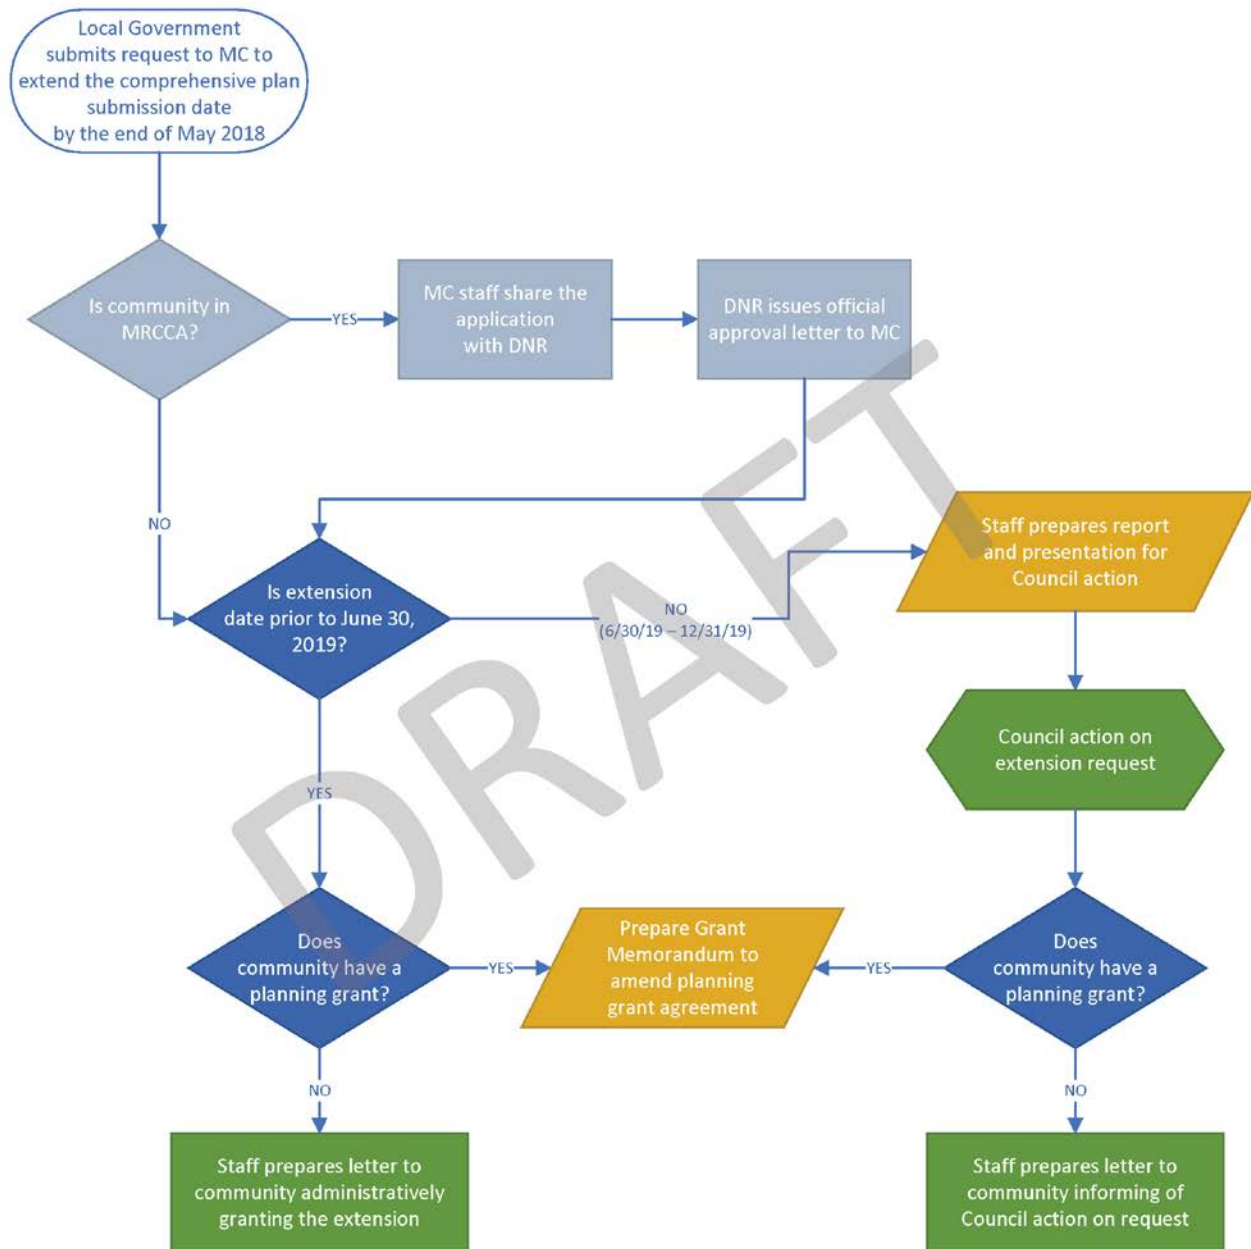 Local Government
submits request to MC to
extend the comprehensive plan
submission date
by the end of May 2018
Is community in
MRCCA?
YES
MC staff share the
application
with DNR
DNR issues official
approval letter to MC
NO
Is extension
date prior to June 30,
2019?
NO
(6/30/19 – 12/31/19)
Staff prepares report
and presentation for
Council action
Council action on
extension request
YES
Does
community have a
planning grant?
YES
Prepare Grant
Memorandum to
amend planning
grant agreement
YES
Does
community have a
planning grant?
NO
NO
Staff prepares letter to
community administratively
granting the extension
Staff prepares letter to
community informing of
Council action on request
DRAFT